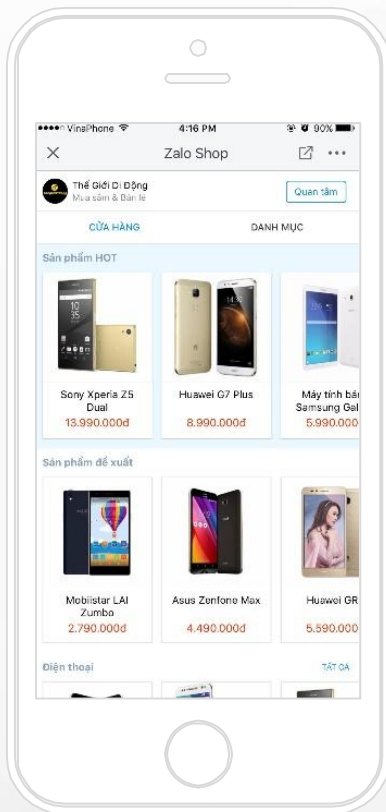 VinaPhone 4:16 PM 90%
Zalo Shop
Thế Giới Di Động
Mua sắm & Bán lẻ
Quan tâm
CỬA HÀNG DANH MỤC
Sản phẩm HOT
Sony Xperia Z5 Huawei G7 Plus Máy tính bả
Dual Samsung Gal
13.990.000đ 8.990.000đ 5.990.000
Sản phẩm đề xuất
Mobiistar LAI Asus Zenfone Max Huawei GR
Zumbo
2.790.000đ 4.490.000đ 5.590.000
Điện thoại TẤT CẢ